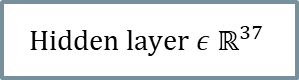 Hidden layer ϵ ℝ³⁷